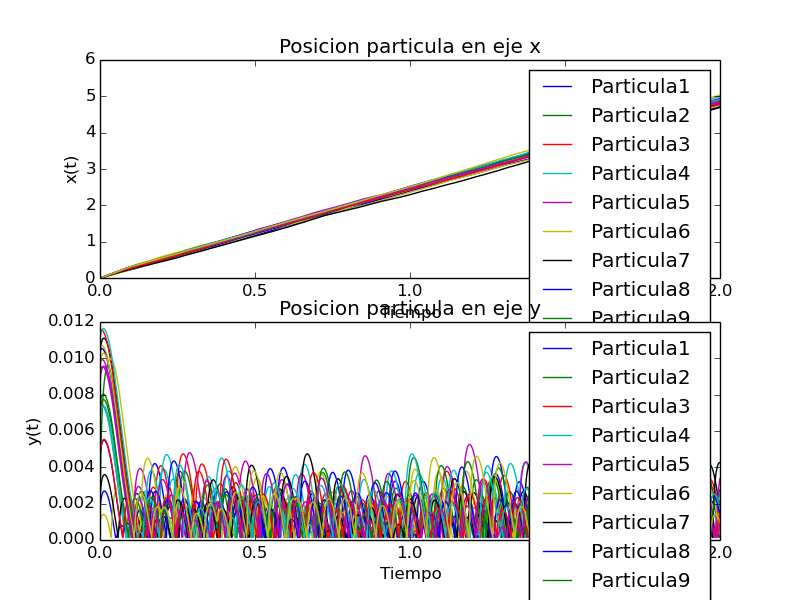 Posicion particula en eje x
6
5
4
3
2
1
0
x(t)
0.0
0.5
1.0
2.0
Tiempo
Particula1
Particula2
Particula3
Particula4
Particula5
Particula6
Particula7
Particula8
Particula9
Posicion particula en eje y
0.012
0.010
0.008
0.006
0.004
0.002
0.000
y(t)
0.0
0.5
1.0
2.0
Tiempo
Particula1
Particula2
Particula3
Particula4
Particula5
Particula6
Particula7
Particula8
Particula9